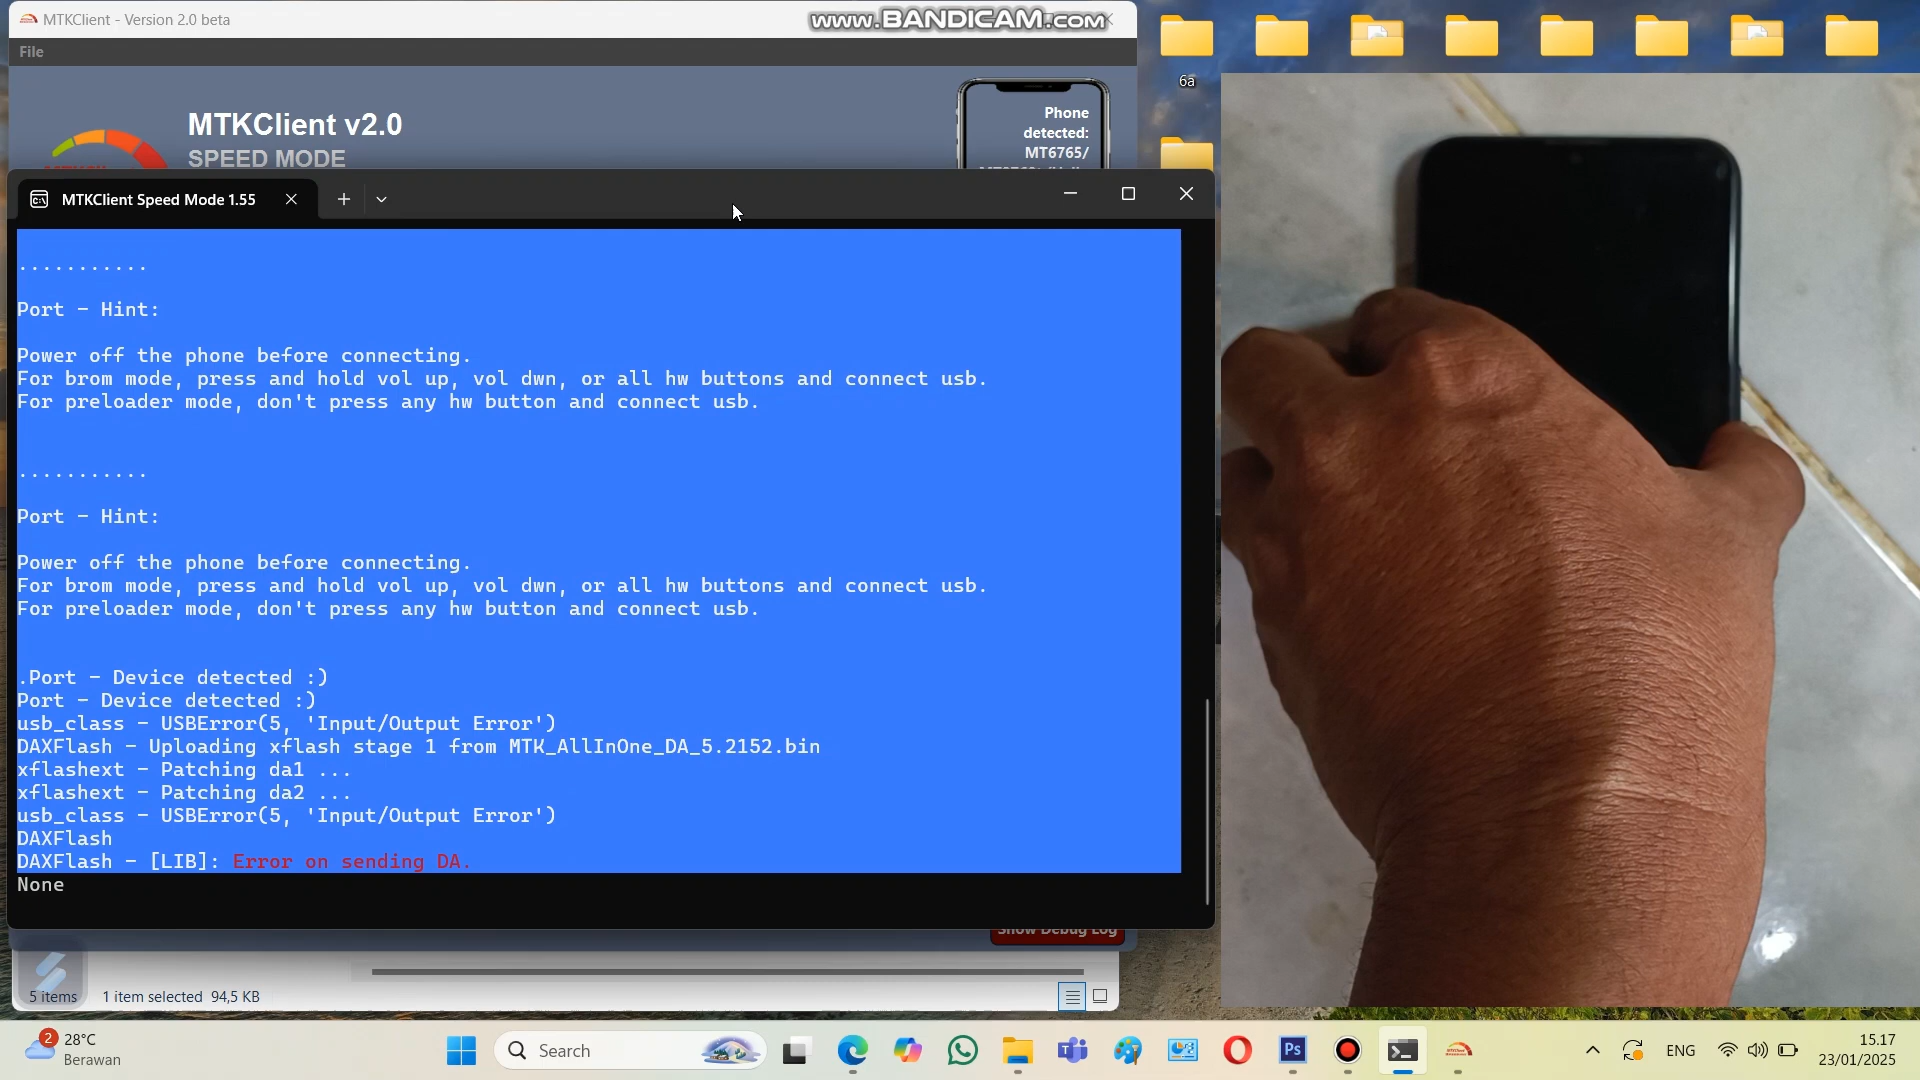 MTKClient - Version 2.0 beta
www.BANDICAM.com
File
6a
MTKClient v2.0
SPEED MODE
Phone
detected:
MT6765/
MTKClient Speed Mode 1.55
...........
Port - Hint:
Power off the phone before connecting.
For brom mode, press and hold vol up, vol dwn, or all hw buttons and connect usb.
For preloader mode, don't press any hw button and connect usb.
...........
Port - Hint:
Power off the phone before connecting.
For brom mode, press and hold vol up, vol dwn, or all hw buttons and connect usb.
For preloader mode, don't press any hw button and connect usb.
.Port - Device detected :)
Port - Device detected :)
usb_class - USBError(5, 'Input/Output Error')
DAXFlash - Uploading xflash stage 1 from MTK_AllInOne_DA_5.2152.bin
xflashext - Patching da1 ...
xflashext - Patching da2 ...
usb_class - USBError(5, 'Input/Output Error')
DAXFlash
DAXFlash - [LIB]: Error on sending DA.
None
Show Debug Log
5 items 1 item selected 94,5 KB
2
28°C
Berawan
Search
Ps
ENG
15.17
23/01/2025